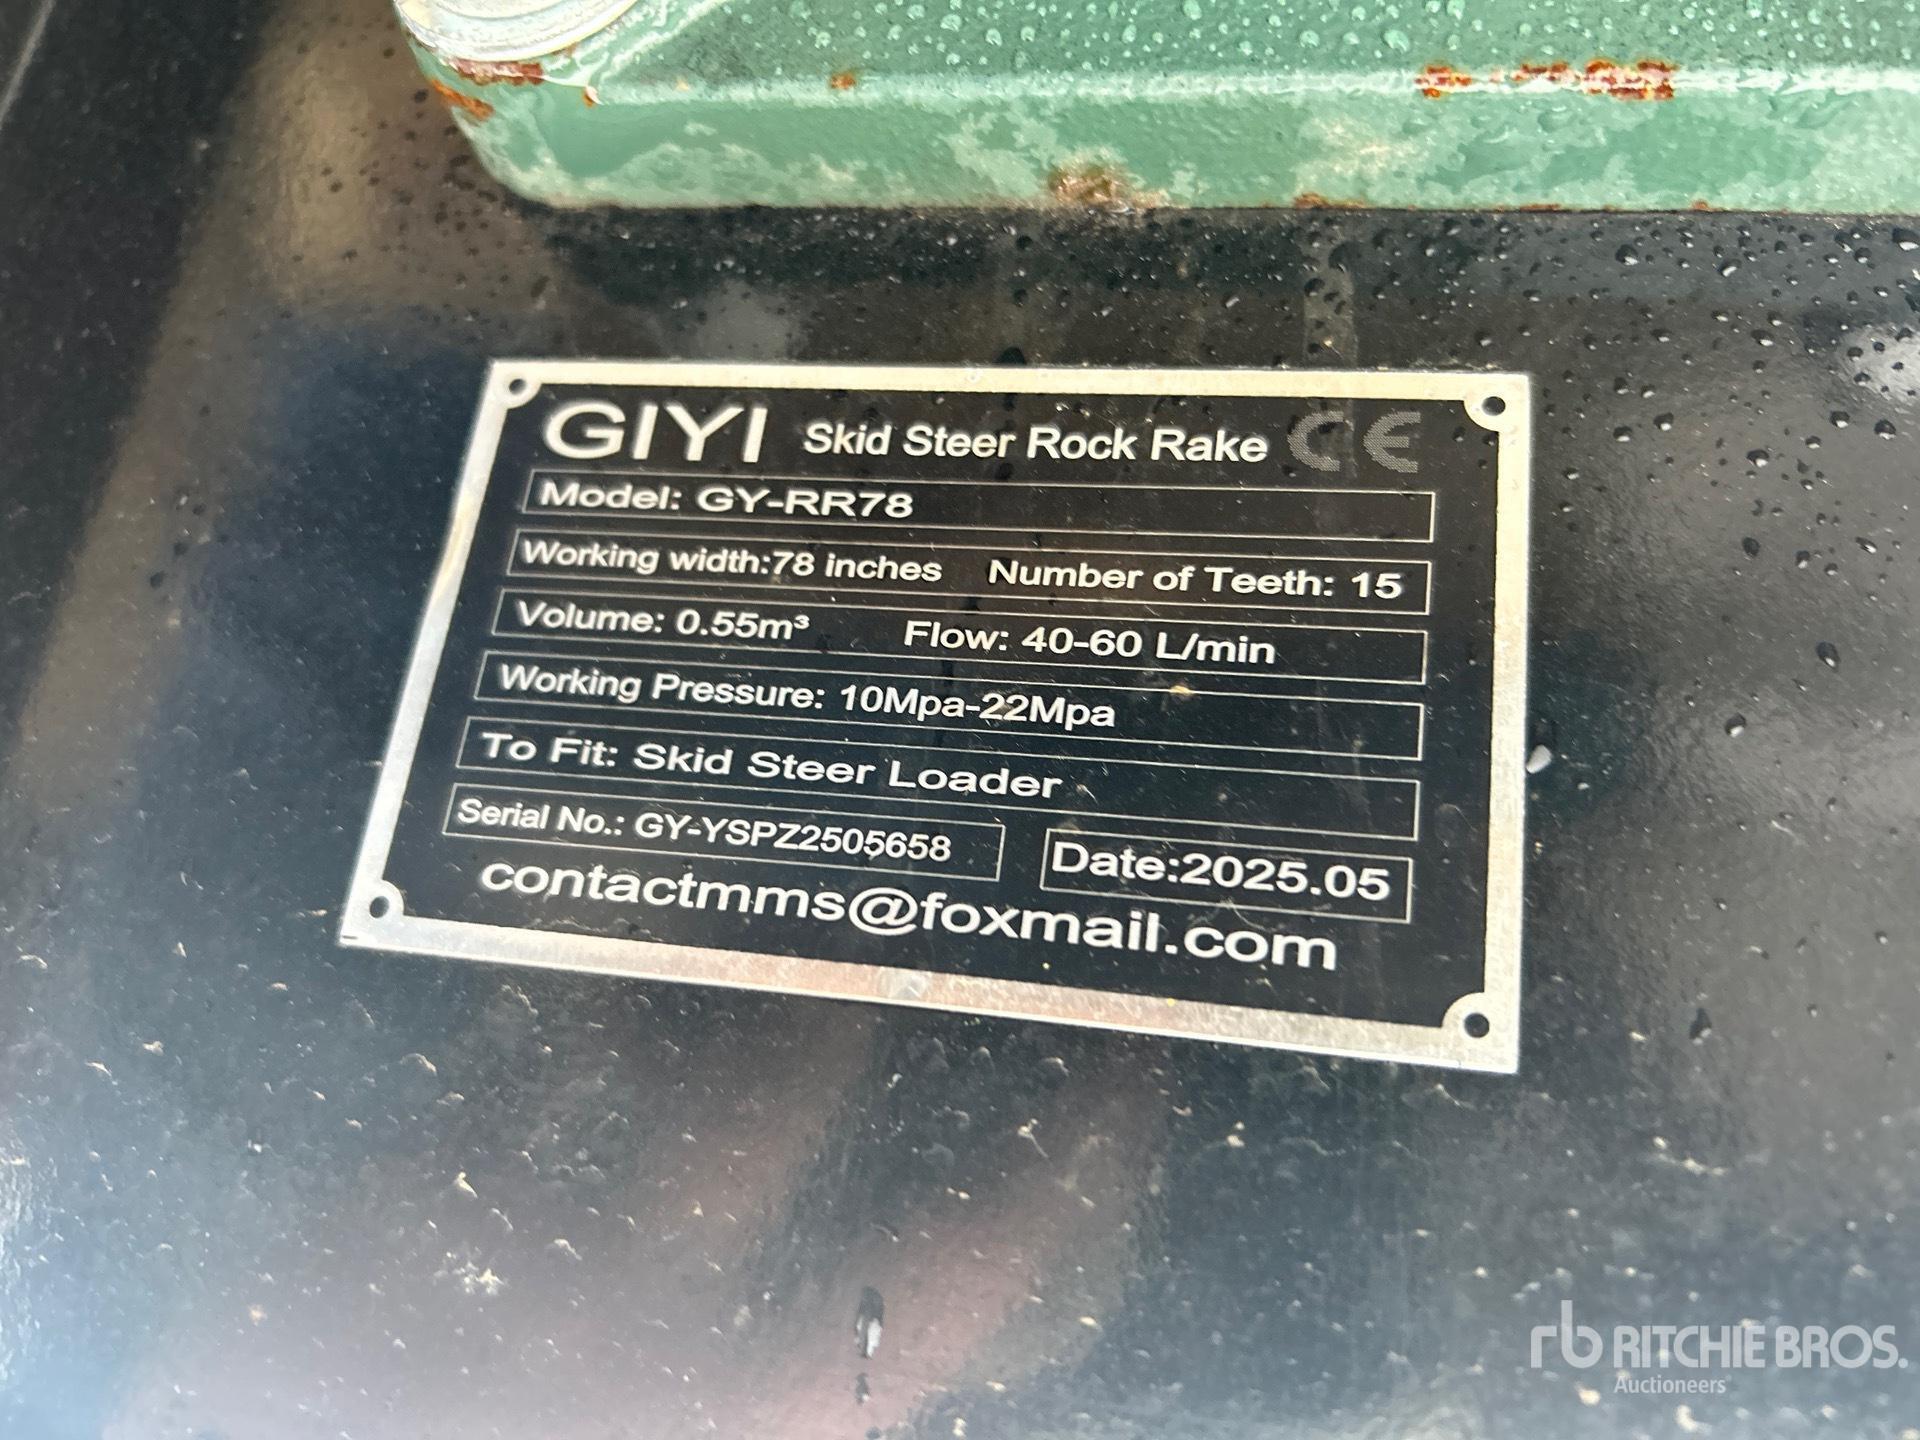 GIYI Skid Steer Rock Rake CE
Model: GY-RR78
Working width:78 inches Number of Teeth: 15
Volume: 0.55m³ Flow: 40-60 L/min
Working Pressure: 10Mpa-22Mpa
To Fit: Skid Steer Loader
Serial No.: GY-YSPZ2505658 Date:2025.05
contactmms@foxmail.com
rb RITCHIE BROS.
Auctioneers